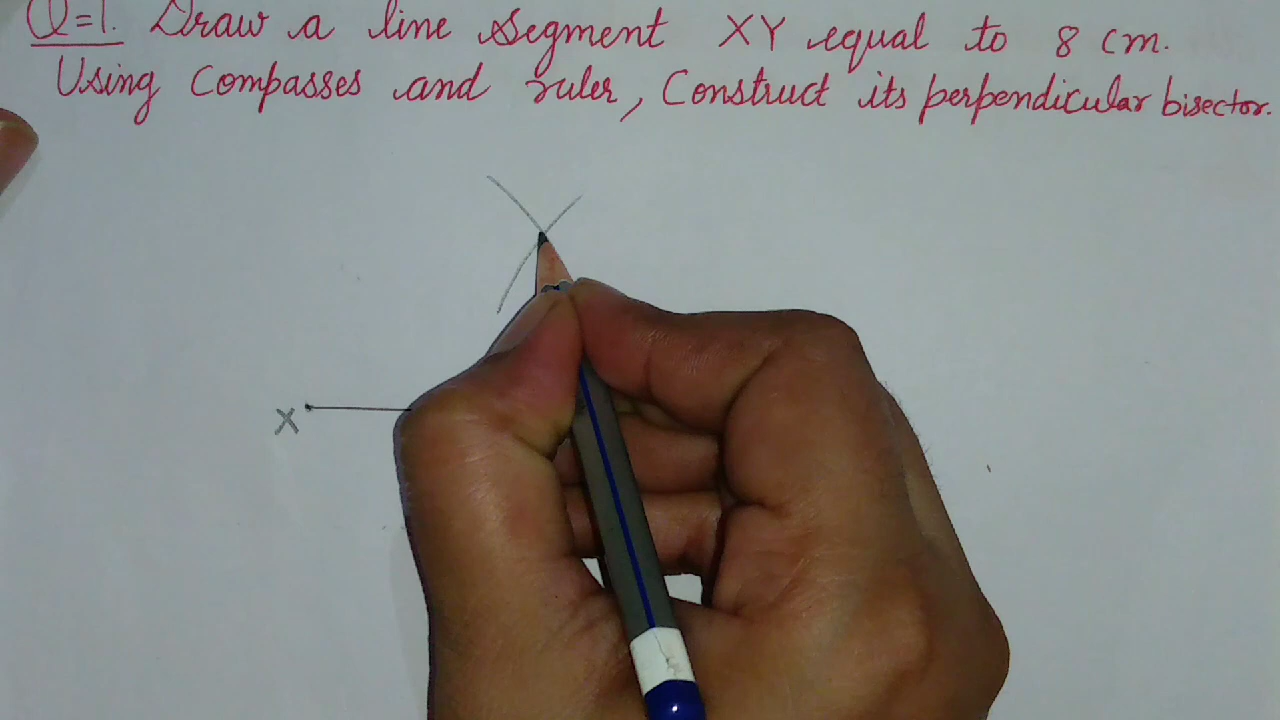 Q=1. Draw a line segment XY equal to 8 cm.
Using Compasses and ruler, Construct its perpendicular bisector.
X